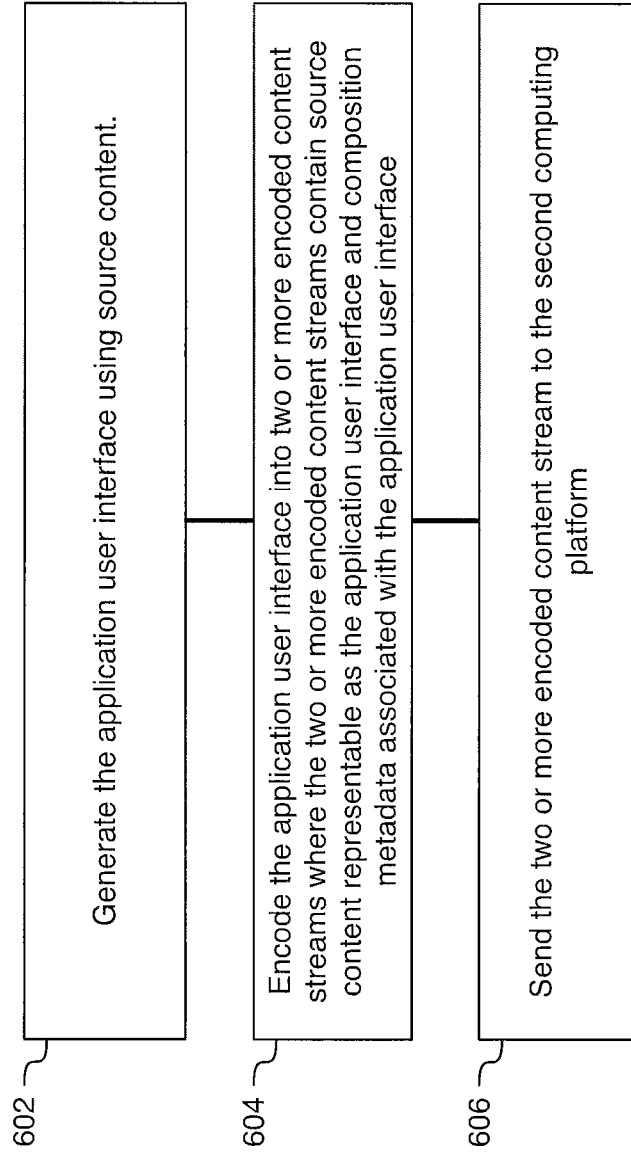 602
Generate the application user interface using source content.
604
Encode the application user interface into two or more encoded content
streams where the two or more encoded content streams contain source
content representable as the application user interface and composition
metadata associated with the application user interface
606
Send the two or more encoded content stream to the second computing
platform